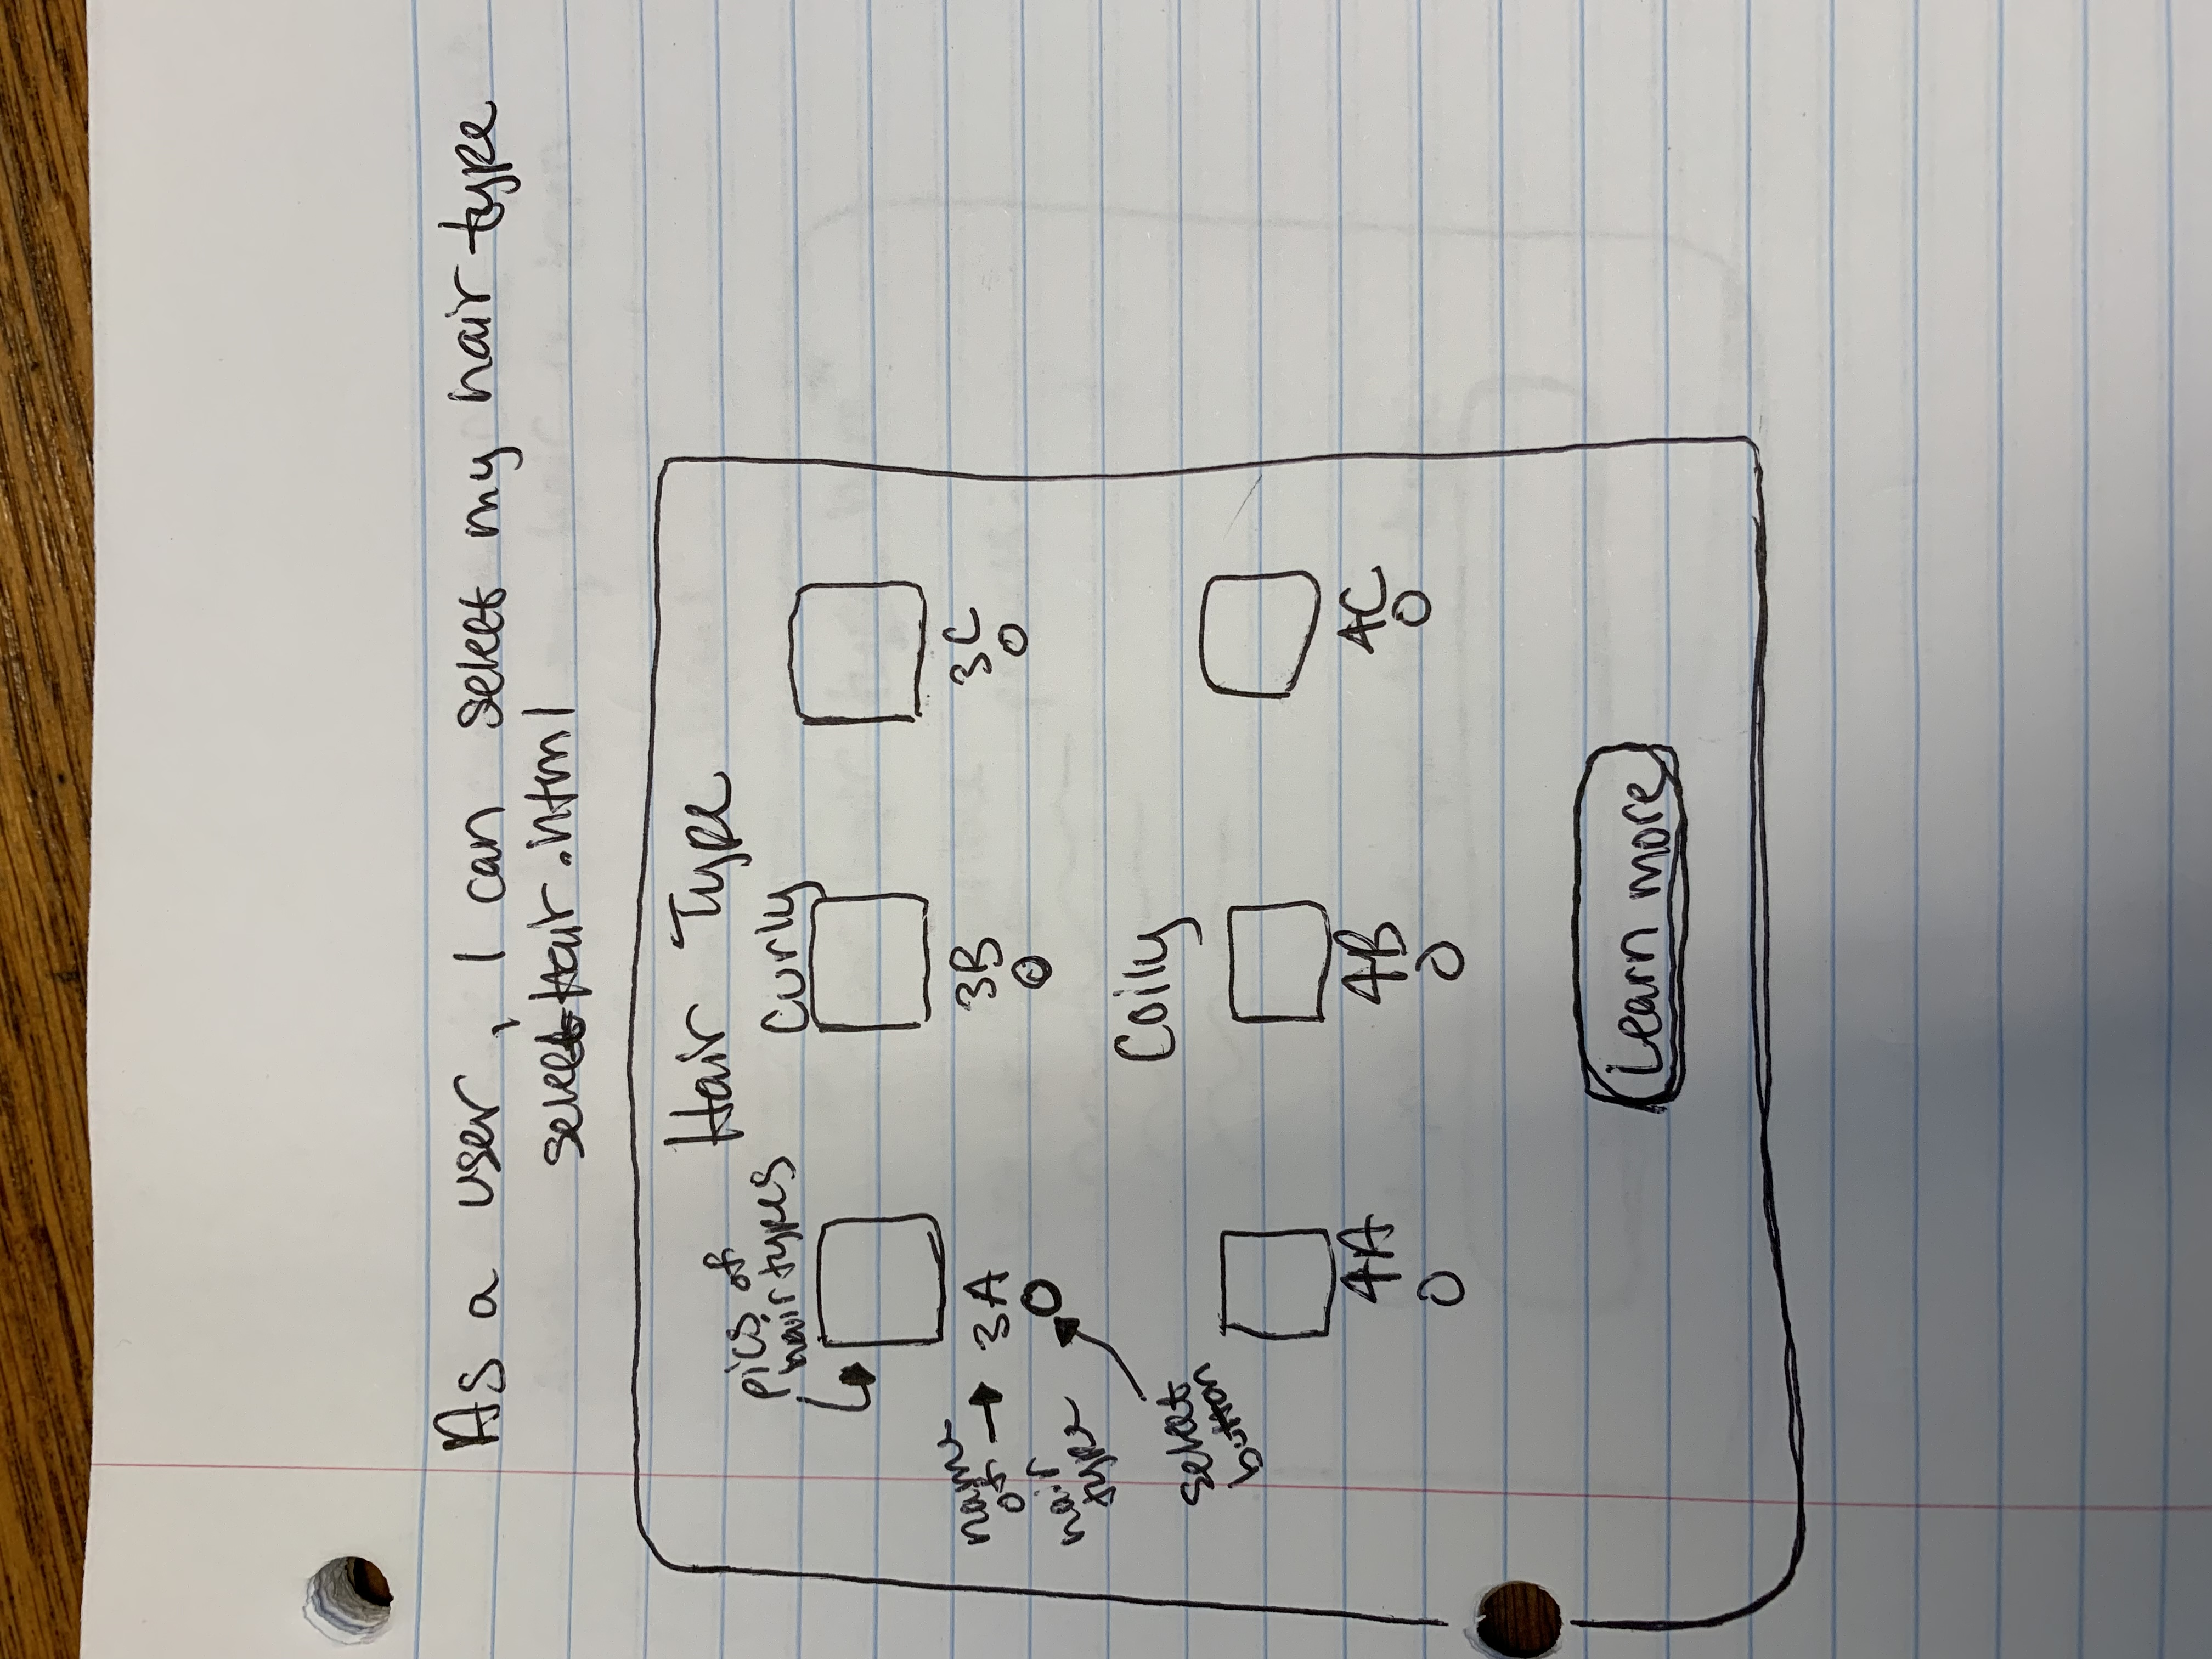 As a user, I can select my hair type
selectHair.html
Hair Type
pics of
hair types
Curly
name
of
hair
type
3A
3B
3C
select
button
Coily
4A
4B
4C
Learn more